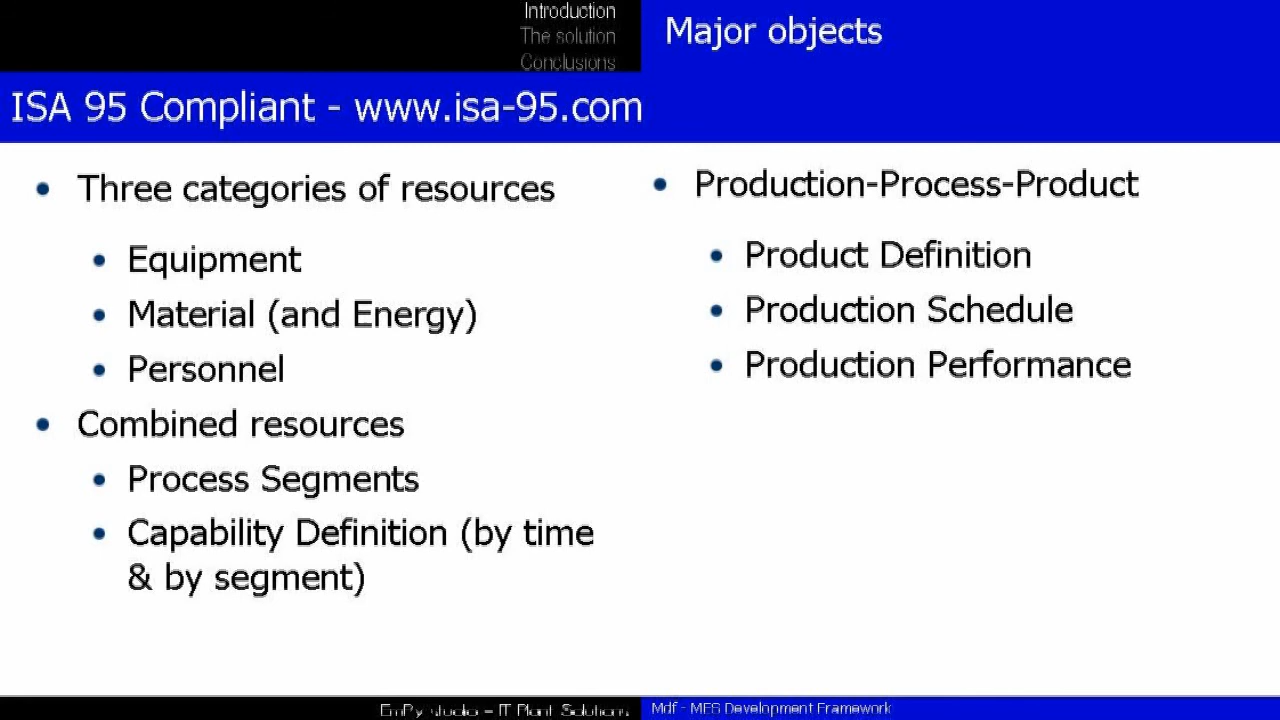 Introduction
The solution
Conclusions
Major objects
ISA 95 Compliant - www.isa-95.com
• Three categories of resources
• Equipment
• Material (and Energy)
• Personnel
• Combined resources
• Process Segments
• Capability Definition (by time
& by segment)
• Production-Process-Product
• Product Definition
• Production Schedule
• Production Performance
EmPy studio – IT Plant Solutions
Mdf - MES Development Framework